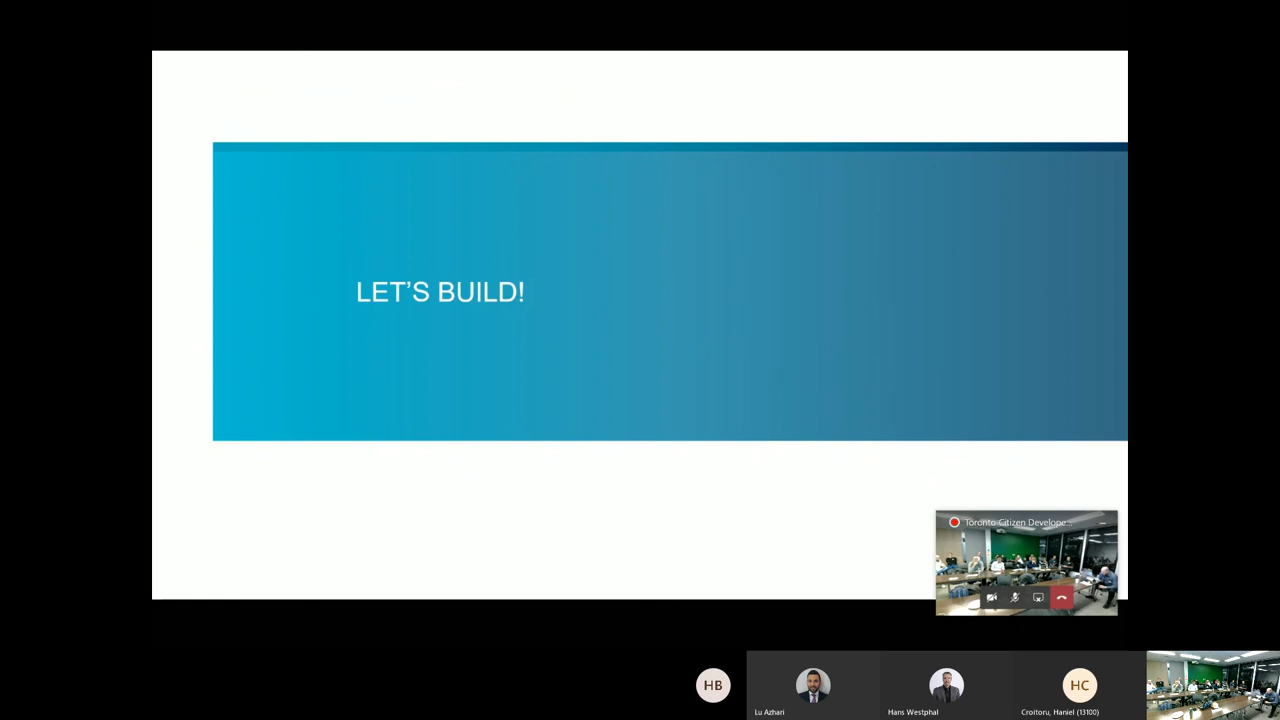 LET’S BUILD!
Toronto Citizen Develope...
HB
HC
Lu Azhari
Hans Westphal
Croitoru, Haniel (13100)